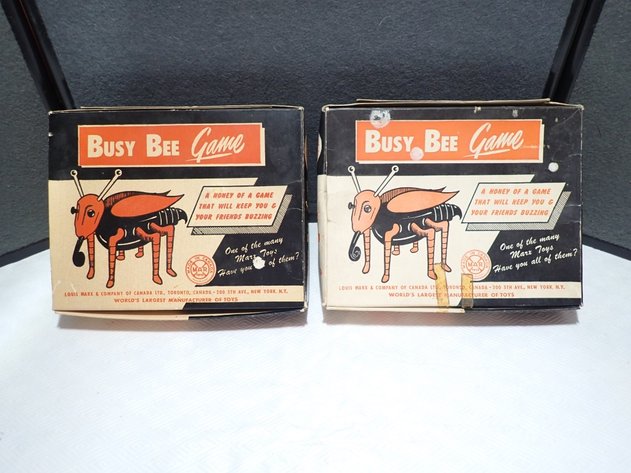 BUSY BEE Game
A HONEY OF A GAME
THAT WILL KEEP YOU &
YOUR FRIENDS BUZZING
One of the many
Marx Toys
Have you of them?
MAR
LOUIS MARX & COMPANY OF CANADA LTD., TORONTO, CANADA - 200 5TH AVE., NEW YORK, N.Y.
WORLD'S LARGEST MANUFACTURER OF TOYS
BUSY BEE Game
A HONEY OF A GAME
THAT WILL KEEP YOU &
YOUR FRIENDS BUZZING
One of the many
Marx Toys
Have you all of them?
MAR
LOUIS MARX & COMPANY OF CANADA LTD., CANADA - 200 5TH AVE., NEW YORK, N.Y.
WORLD'S LARGEST MANUFACTURER OF TOYS